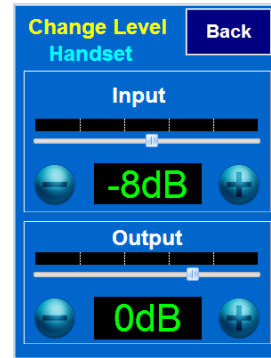 Change Level
Back
Handset
Input
-8dB
Output
0dB